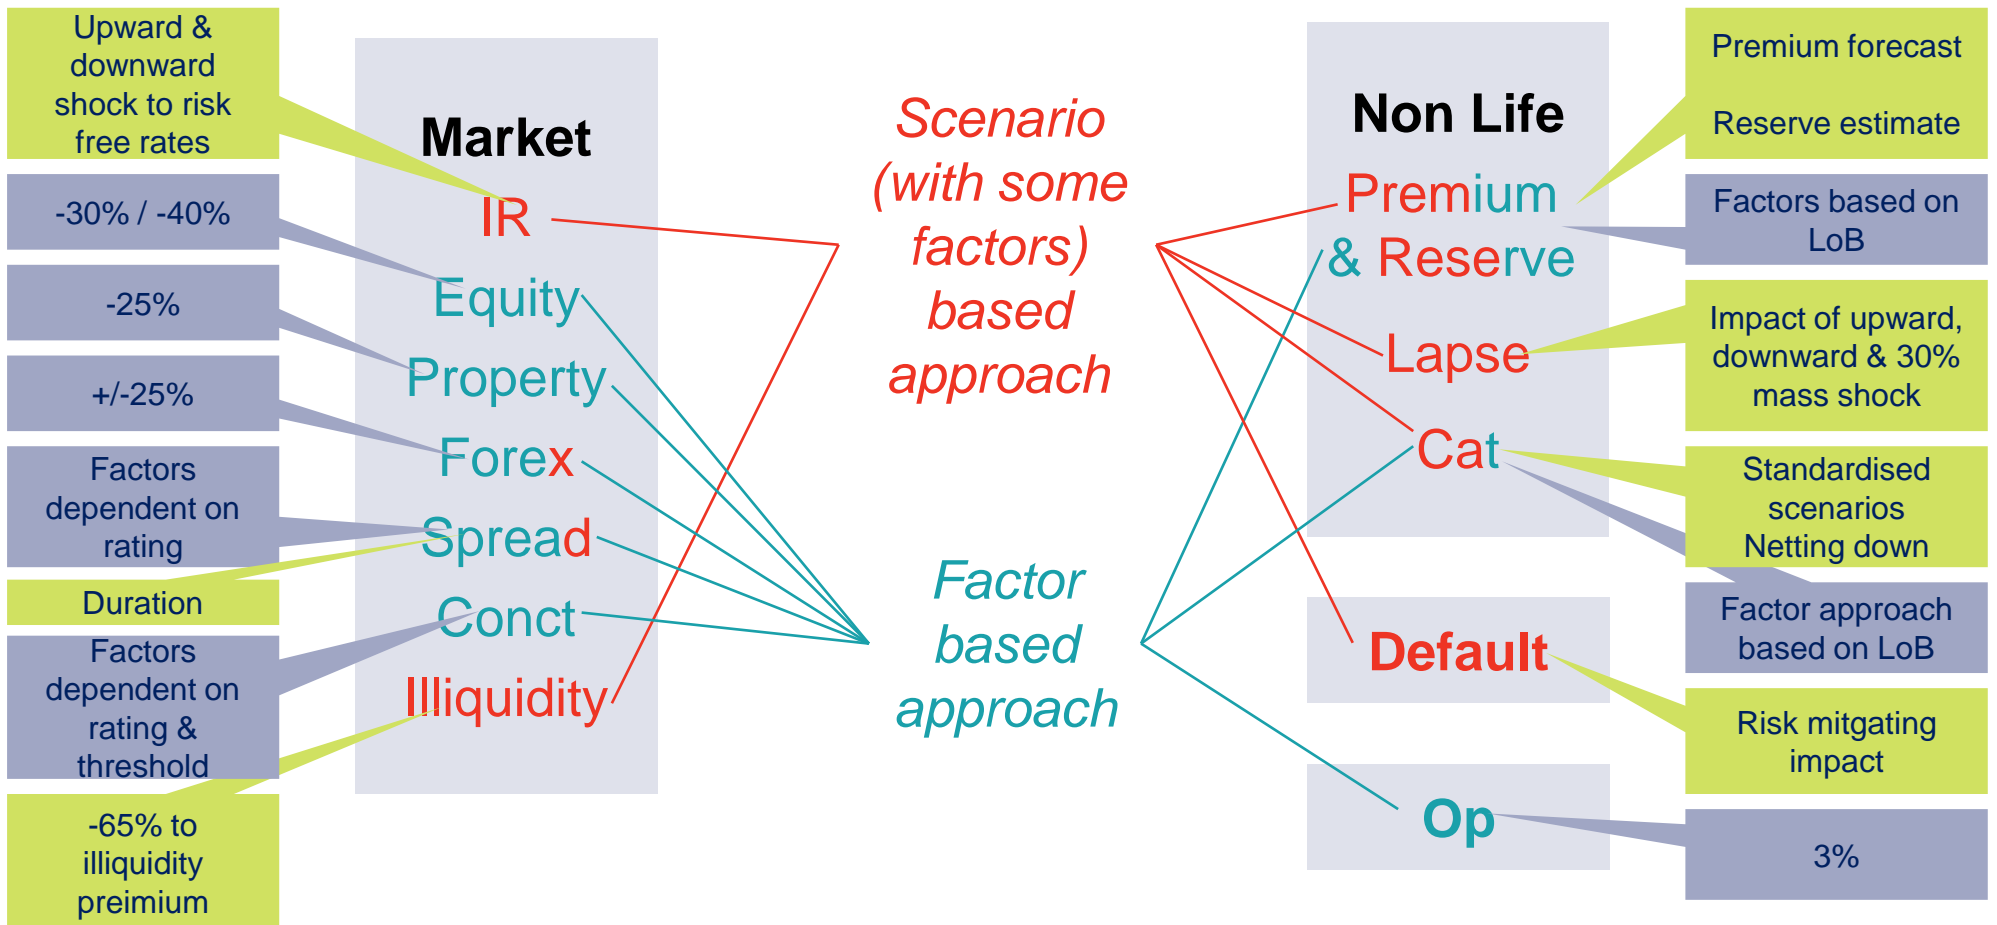 Upward &
downward
shock to risk
free rates
-30% / -40%
-25%
+/-25%
Factors
dependent on
rating
Duration
Factors
dependent on
rating &
threshold
-65% to
illiquidity
preimium
Market
IR
Equity
Property
Forex
Spread
Conct
Illiquidity
Scenario
(with some
factors)
based
approach
Factor
based
approach
Non Life
Premium
& Reserve
Lapse
Cat
Default
Op
Premium forecast
Reserve estimate
Factors based on
LoB
Impact of upward,
downward & 30%
mass shock
Standardised
scenarios
Netting down
Factor approach
based on LoB
Risk mitgating
impact
3%